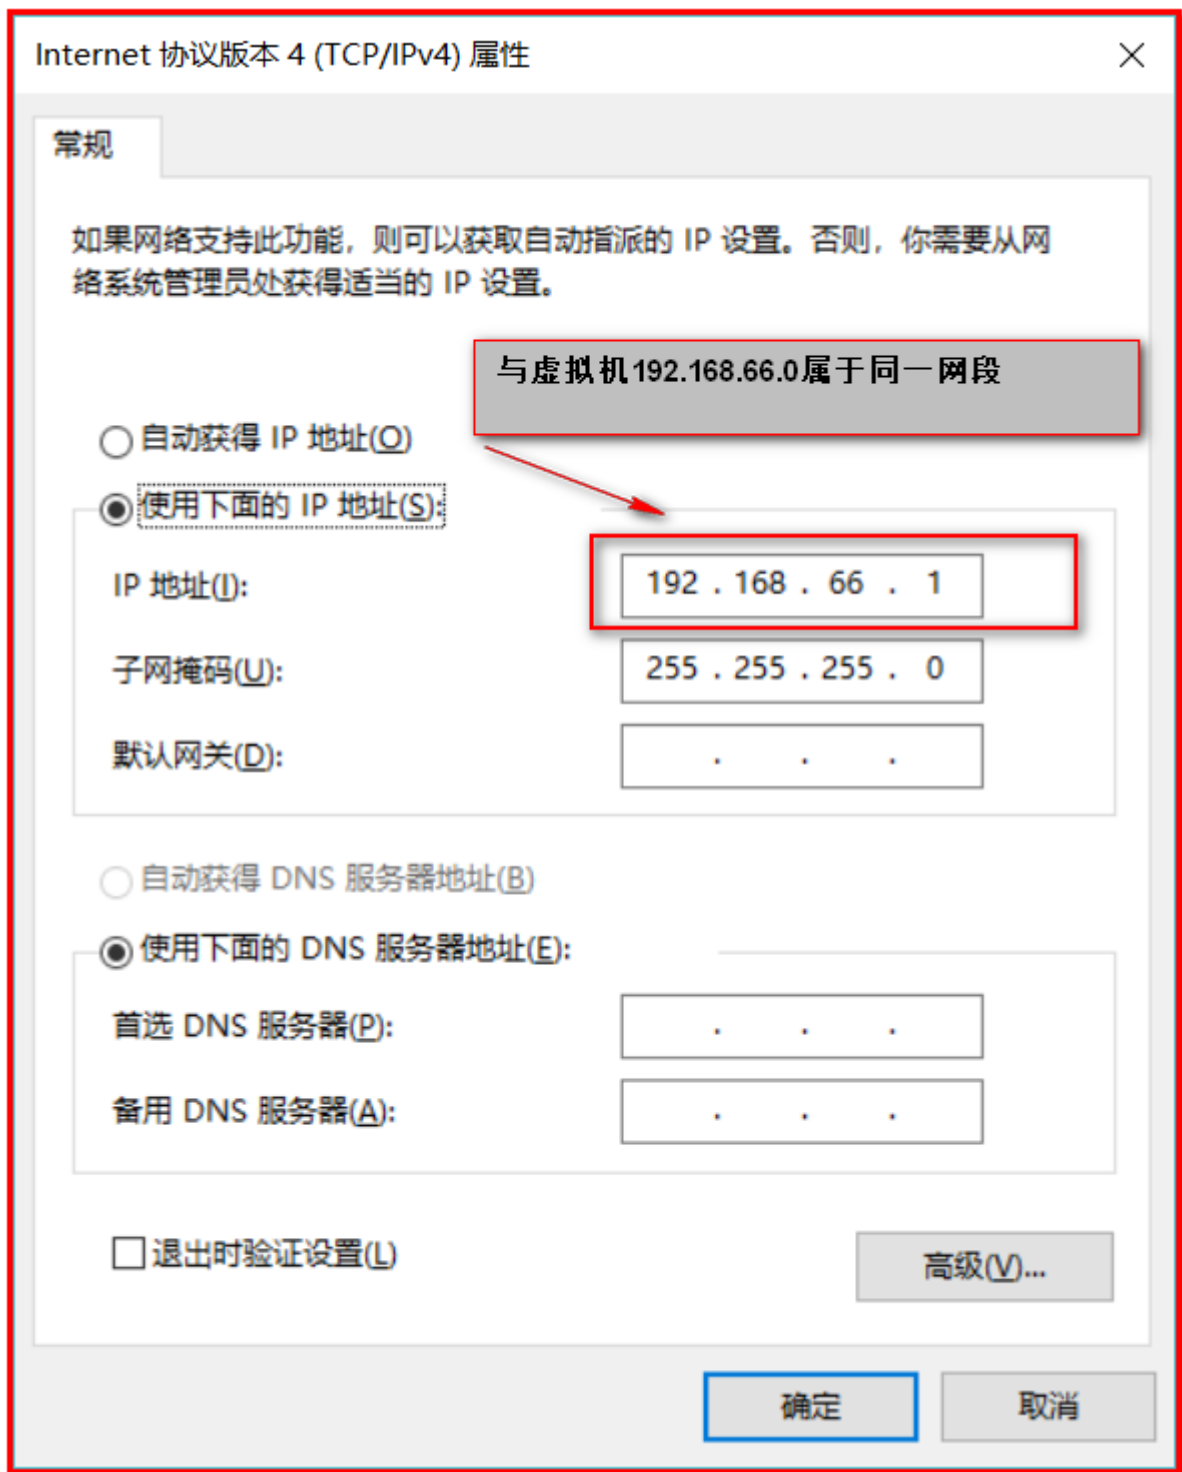 Internet 协议版本 4 (TCP/IPv4) 属性
常规
如果网络支持此功能，则可以获取自动指派的 IP 设置。否则，你需要从网
络系统管理员处获得适当的 IP 设置。
与虚拟机192.168.66.0属于同一网段
自动获得 IP 地址(O)
使用下面的 IP 地址(S):
IP 地址(I): 192 . 168 . 66 . 1
子网掩码(U): 255 . 255 . 255 . 0
默认网关(D): . . .
自动获得 DNS 服务器地址(B)
使用下面的 DNS 服务器地址(E):
首选 DNS 服务器(P): . . .
备用 DNS 服务器(A): . . .
退出时验证设置(L)
高级(V)...
确定 取消